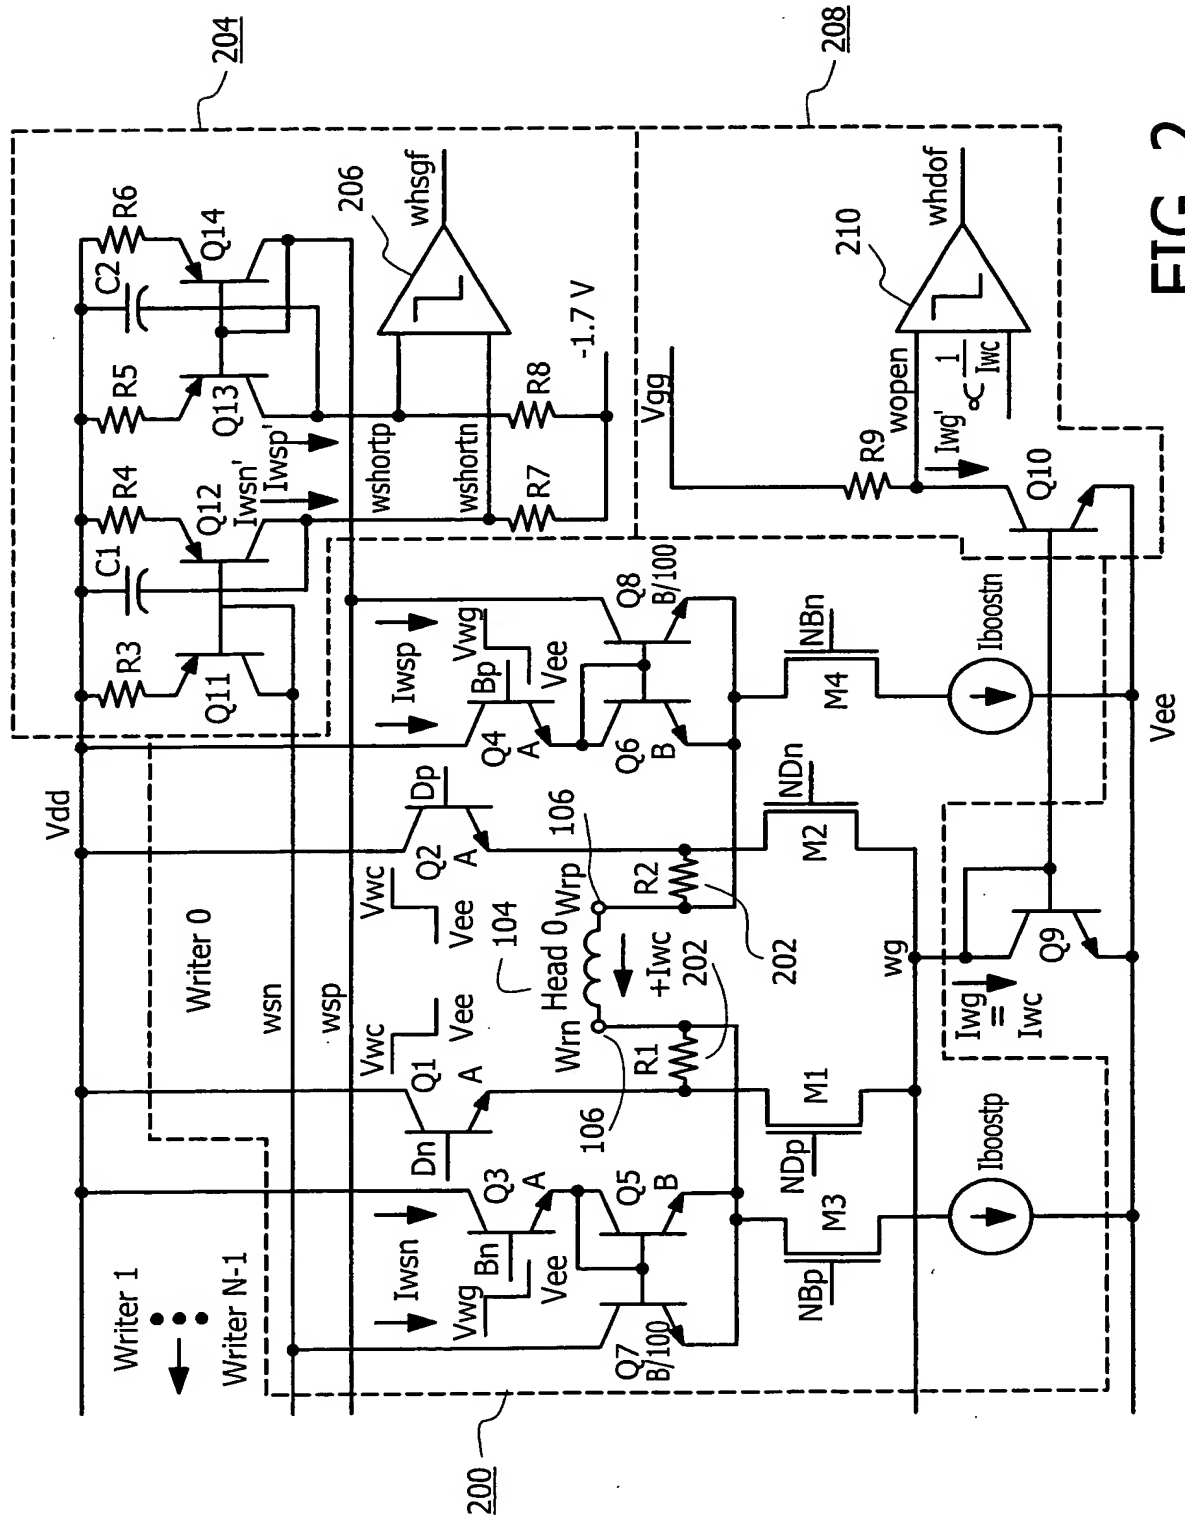 204
208
Vdd
R3
C1
R4
R5
C2
R6
Q11
Q12
Q13
Q14
Iwsn'
Iwsp'
wshortp
wshortn
206
whsgf
R7
R8
-1.7 V
Vgg
R9
wopen
Iwg'
∝ 1
Iwc
210
whdof
Q10
FIG. 2
Writer 1
Writer N-1
Writer 0
wsn
wsp
200
Iwsn
Vwg
Vee
Bn
Q3
A
Dn
Q1
A
Vwc
Vee
Vwc
Vee
Q2
A
Dp
Q4
A
Bp
Iwsp
Vwg
Vee
Q7
B/100
Q5
B
Q6
B
Q8
B/100
104
Head 0
Wrn
Wrp
106
106
+Iwc
202
202
R1
R2
NBp
M3
NDp
M1
M2
NDn
M4
NBn
Iboostp
Iboostn
wg
Iwg
=
Iwc
Q9
Vee